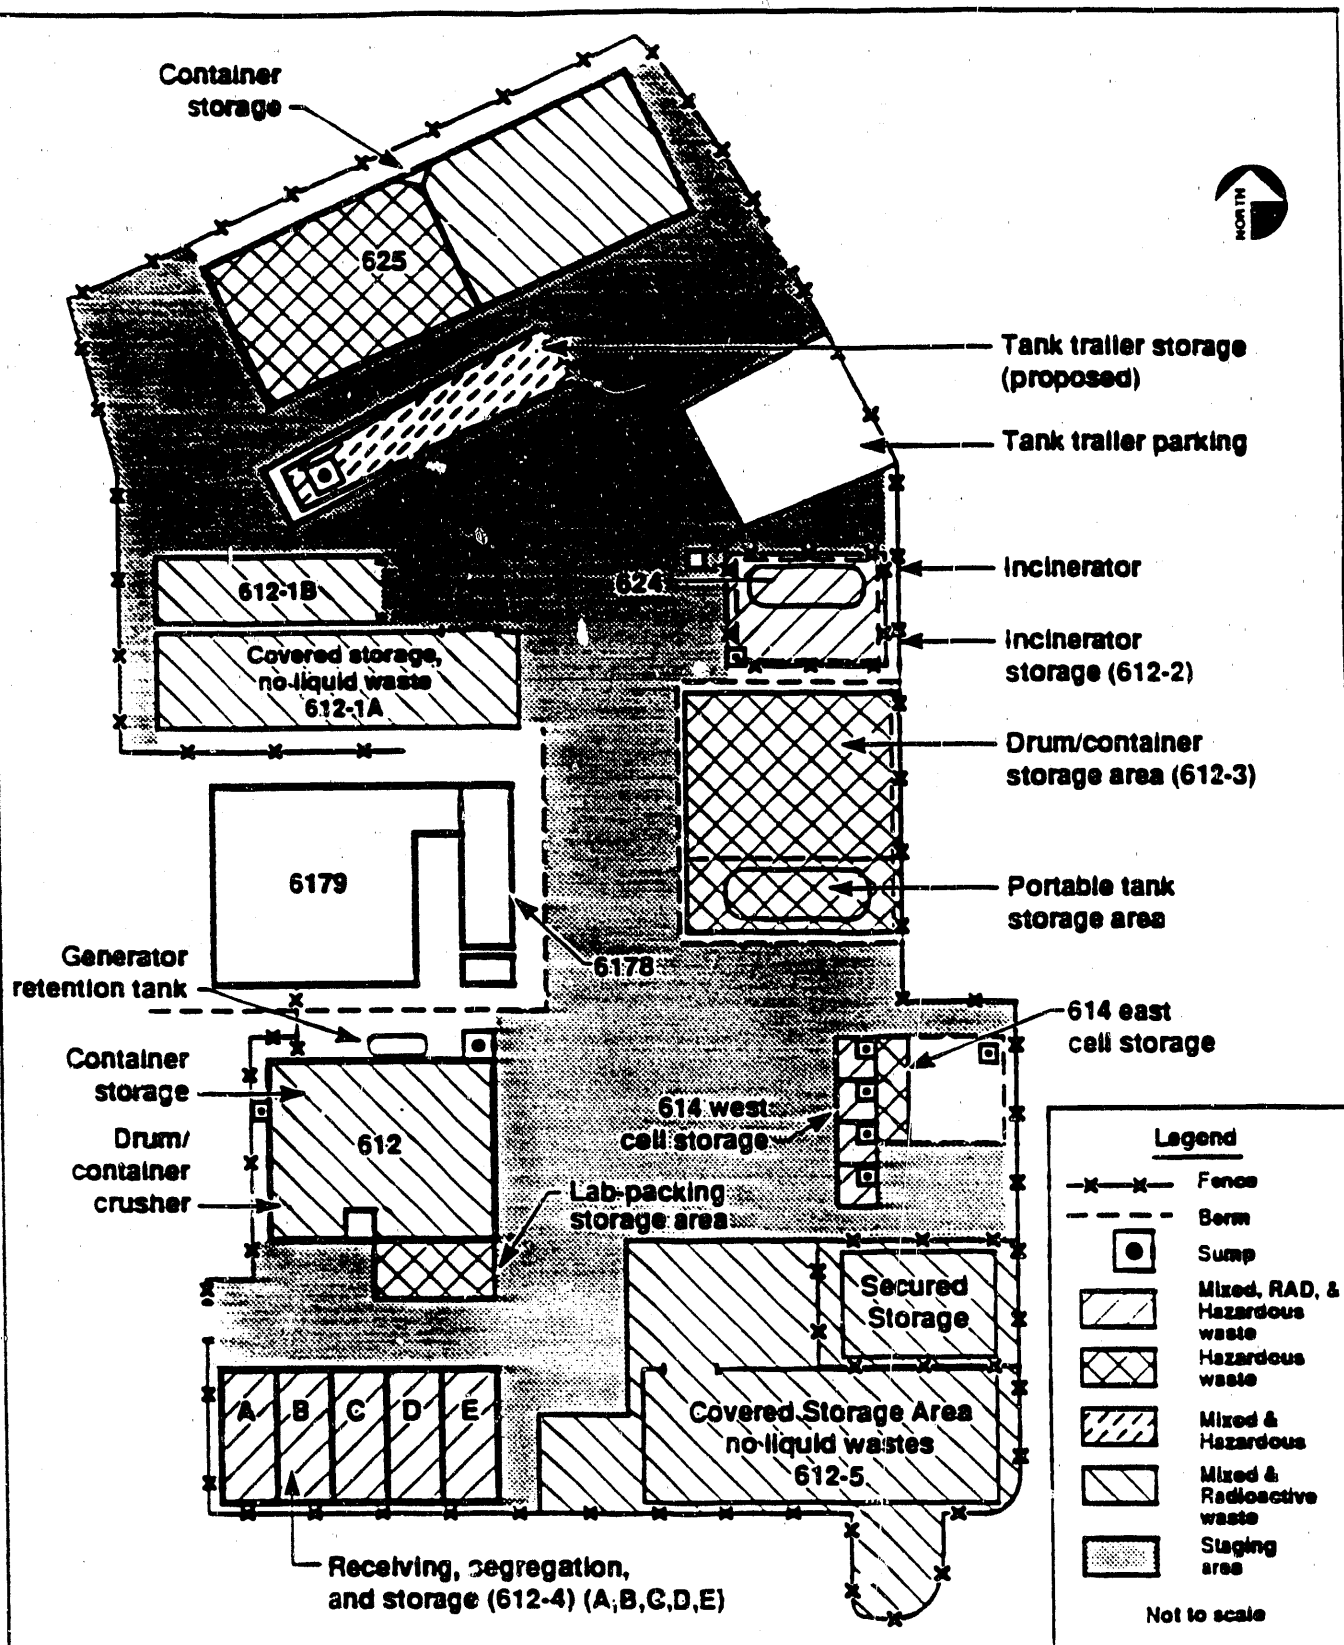 Container
storage
NORTH
625
Tank trailer storage
(proposed)
Tank trailer parking
612-1B
624
Incinerator
Incinerator
storage (612-2)
Covered storage,
no-liquid waste
612-1A
Drum/container
storage area (612-3)
6179
Portable tank
storage area
6178
Generator
retention tank
614 east
cell storage
Container
storage
614 west
cell storage
612
Drum/
container
crusher
Lab-packing
storage area
Secured
Storage
A B C D E
Covered Storage Area
no-liquid wastes
612-5
Receiving, segregation,
and storage (612-4) (A,B,C,D,E)
Legend
Fence
Berm
Sump
Mixed, RAD, &
Hazardous
waste
Hazardous
waste
Mixed &
Hazardous
Mixed &
Radioactive
waste
Staging
area
Not to scale